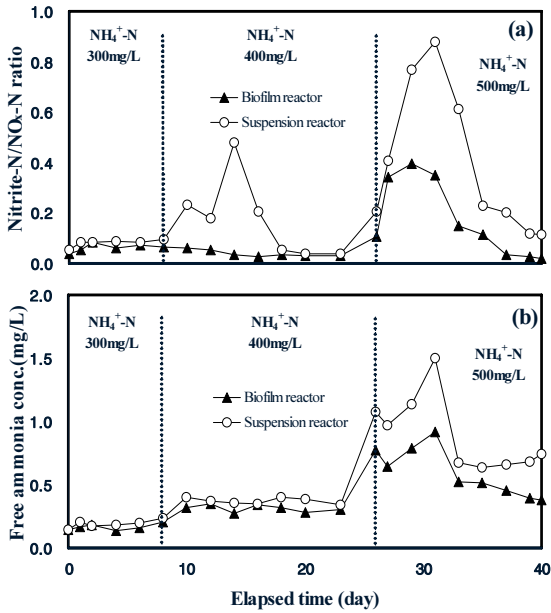 1.0
0.8
0.6
0.4
0.2
0.0
Nitrite-N/NOx-N ratio
NH₄⁺-N
300mg/L
NH₄⁺-N
400mg/L
(a)
NH₄⁺-N
500mg/L
Biofilm reactor
Suspension reactor
2.0
1.5
1.0
0.5
0.0
Free ammonia conc.(mg/L)
NH₄⁺-N
300mg/L
NH₄⁺-N
400mg/L
(b)
NH₄⁺-N
500mg/L
Biofilm reactor
Suspension reactor
0 10 20 30 40
Elapsed time (day)